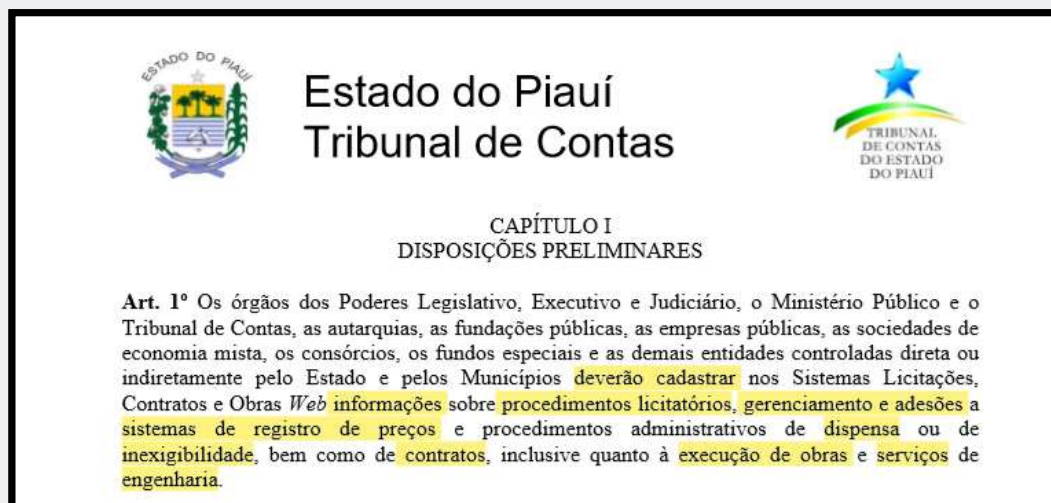 ESTADO DO PIAUÍ
Estado do Piauí
Tribunal de Contas
TRIBUNAL
DE CONTAS
DO ESTADO
DO PIAUÍ
CAPÍTULO I
DISPOSIÇÕES PRELIMINARES
Art. 1º Os órgãos dos Poderes Legislativo, Executivo e Judiciário, o Ministério Público e o
Tribunal de Contas, as autarquias, as fundações públicas, as empresas públicas, as sociedades de
economia mista, os consórcios, os fundos especiais e as demais entidades controladas direta ou
indiretamente pelo Estado e pelos Municípios deverão cadastrar nos Sistemas Licitações,
Contratos e Obras Web informações sobre procedimentos licitatórios, gerenciamento e adesões a
sistemas de registro de preços e procedimentos administrativos de dispensa ou de
inexigibilidade, bem como de contratos, inclusive quanto à execução de obras e serviços de
engenharia.